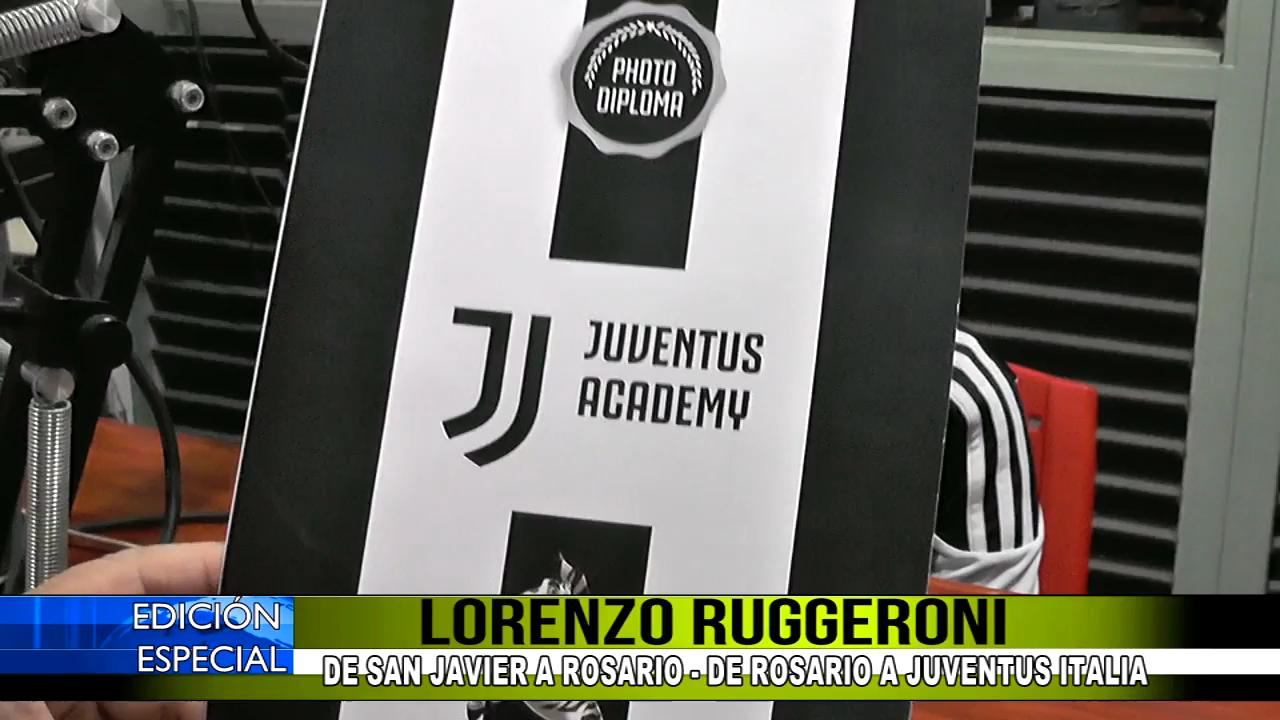 PHOTO
DIPLOMA
JUVENTUS
ACADEMY
EDICIÓN
ESPECIAL
LORENZO RUGGERONI
DE SAN JAVIER A ROSARIO - DE ROSARIO A JUVENTUS ITALIA